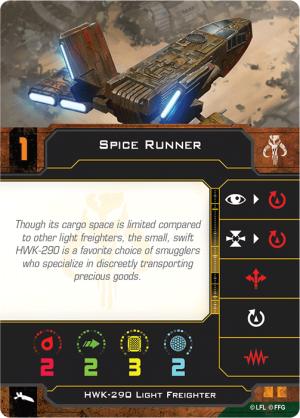 1
SPICE RUNNER
Though its cargo space is limited compared
to other light freighters, the small, swift
HWK-290 is a favorite choice of smugglers
who specialize in discreetly transporting
precious goods.
2 2 3 2
HWK-290 LIGHT FREIGHTER
© LFL © FFG